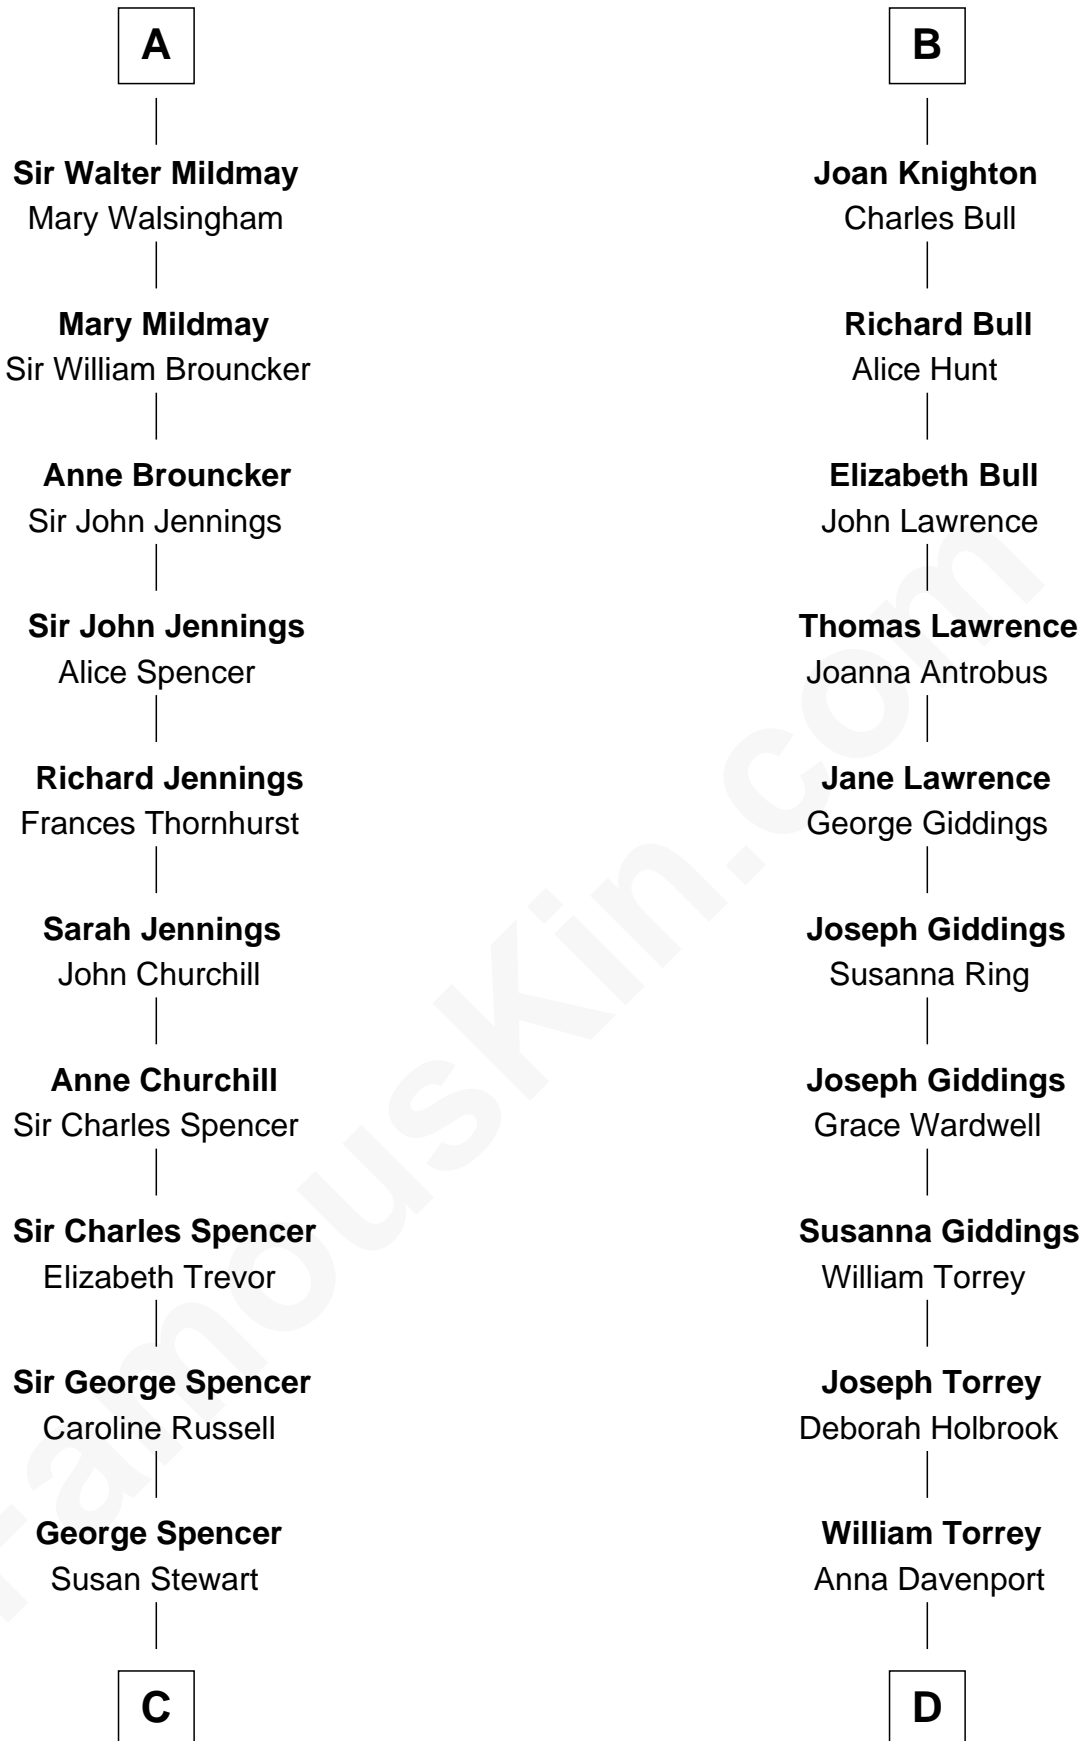 A
Sir Walter Mildmay
Mary Walsingham
Mary Mildmay
Sir William Brouncker
Anne Brouncker
Sir John Jennings
Sir John Jennings
Alice Spencer
Richard Jennings
Frances Thornhurst
Sarah Jennings
John Churchill
Anne Churchill
Sir Charles Spencer
Sir Charles Spencer
Elizabeth Trevor
Sir George Spencer
Caroline Russell
George Spencer
Susan Stewart
C
B
Joan Knighton
Charles Bull
Richard Bull
Alice Hunt
Elizabeth Bull
John Lawrence
Thomas Lawrence
Joanna Antrobus
Jane Lawrence
George Giddings
Joseph Giddings
Susanna Ring
Joseph Giddings
Grace Wardwell
Susanna Giddings
William Torrey
Joseph Torrey
Deborah Holbrook
William Torrey
Anna Davenport
D
FamousKin.com